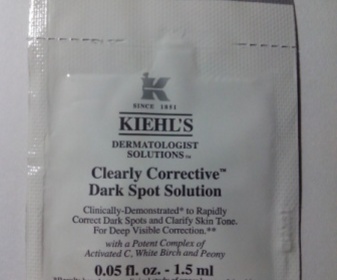 K
SINCE 1851
KIEHL'S
DERMATOLOGIST
SOLUTIONS™
Clearly Corrective™
Dark Spot Solution
Clinically-Demonstrated* to Rapidly
Correct Dark Spots and Clarify Skin Tone.
For Deep Visible Correction.**
with a Potent Complex of
Activated C, White Birch and Peony
0.05 fl. oz. - 1.5 ml